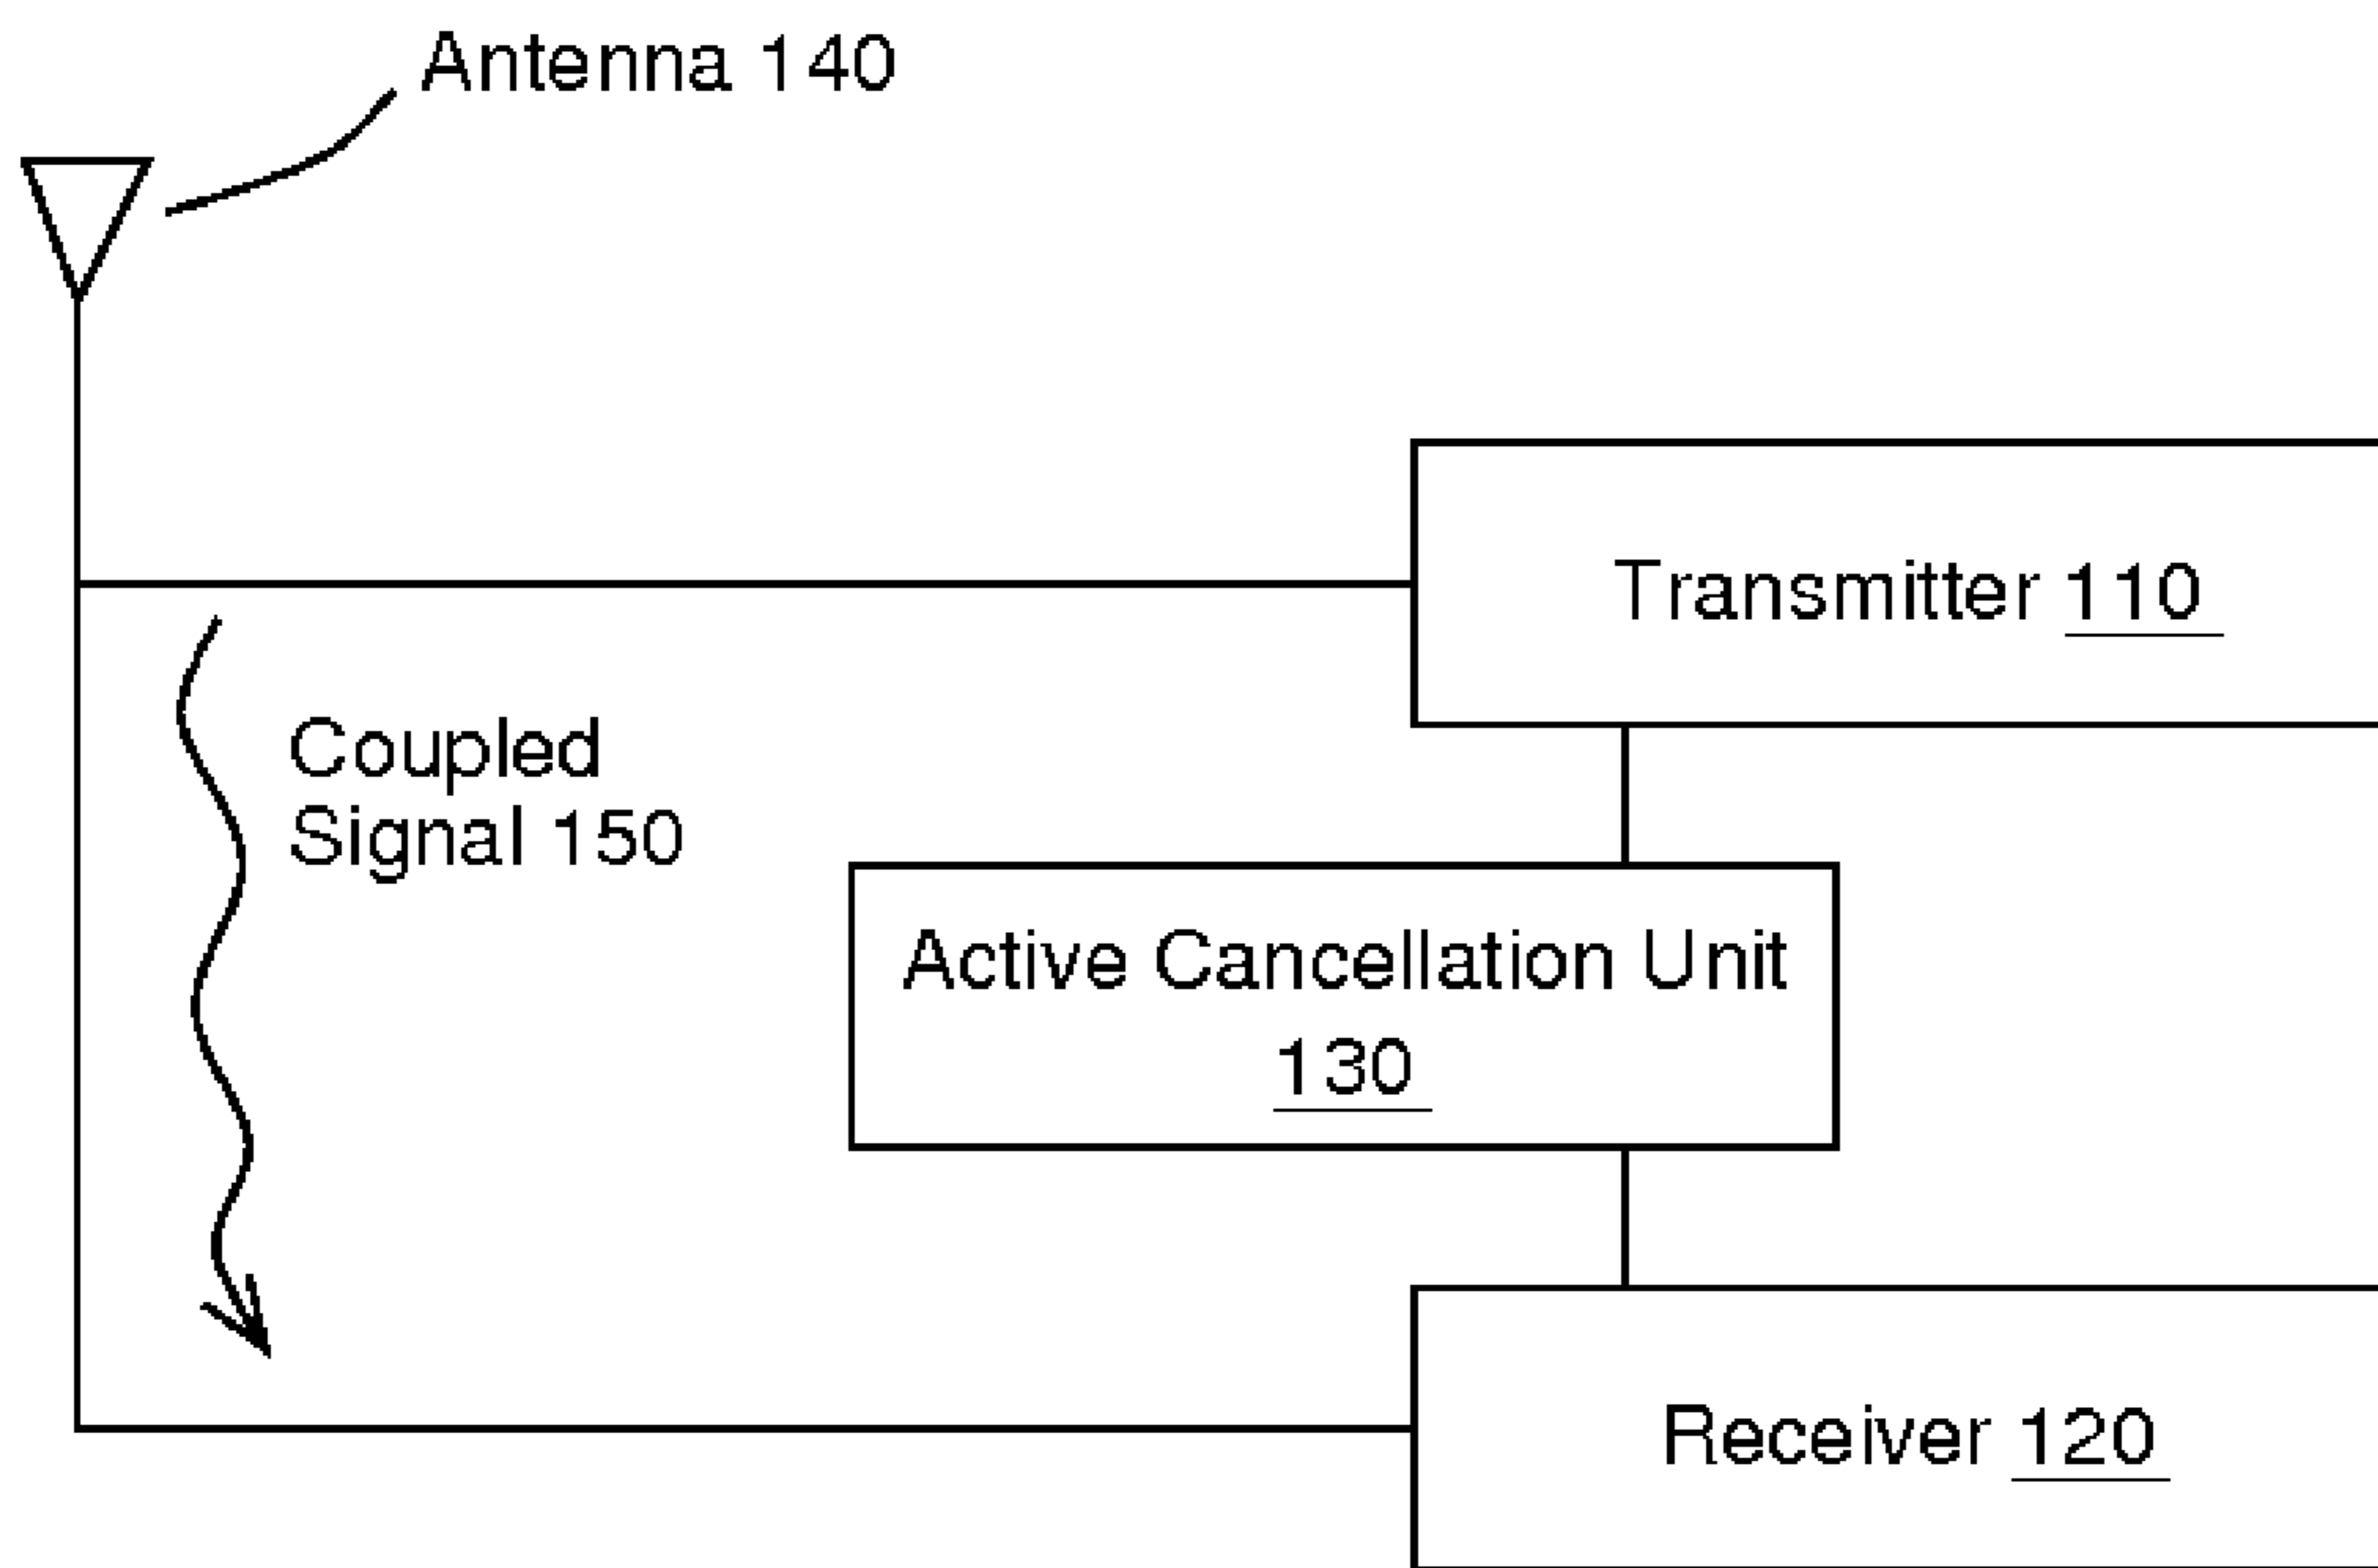 Antenna 140
Transmitter 110
Coupled
Signal 150
Active Cancellation Unit
130
Receiver 120